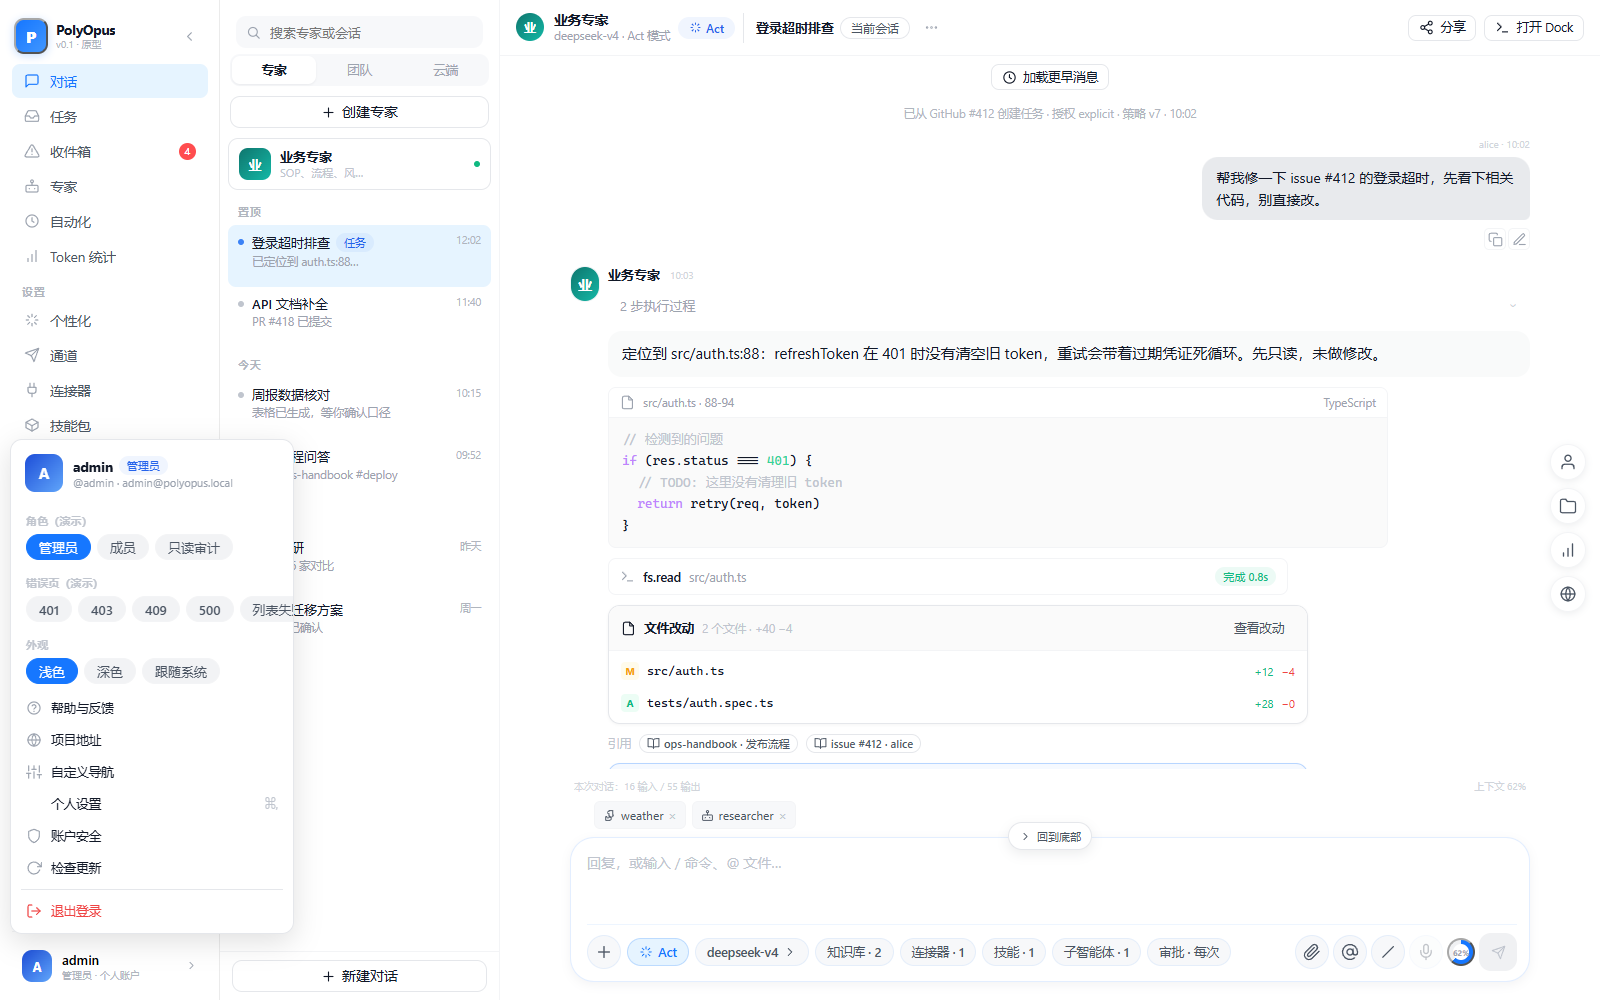 PolyOpus
v0.1 · 原型
对话
任务
收件箱
4
专家
自动化
Token 统计
设置
个性化
通道
连接器
技能包
A
admin
管理员
@admin · admin@polyopus.local
角色（演示）
管理员
成员
只读审计
错误页（演示）
401
403
409
500
列表失
外观
浅色
深色
跟随系统
帮助与反馈
项目地址
自定义导航
个人设置
⌘,
账户安全
检查更新
退出登录
A
admin
管理员 · 个人账户
搜索专家或会话
专家
团队
云端
创建专家
业务专家
SOP、流程、风...
置顶
登录超时排查
任务
12:02
已定位到 auth.ts:88...
API 文档补全
11:40
PR #418 已提交
今天
周报数据核对
10:15
表格已生成，等你确认口径
程问答
09:52
s-handbook #deploy
研
昨天
家对比
迁移方案
周一
已确认
新建对话
业务专家
deepseek-v4 · Act 模式
Act
登录超时排查
当前会话
分享
打开 Dock
加载更早消息
已从 GitHub #412 创建任务 · 授权 explicit · 策略 v7 · 10:02
alice · 10:02
帮我修一下 issue #412 的登录超时，先看下相关
代码，别直接改。
业务专家
10:03
2 步执行过程
定位到 src/auth.ts:88：refreshToken 在 401 时没有清空旧 token，重试会带着过期凭证死循环。先只读，未做修改。
src/auth.ts · 88-94
TypeScript
// 检测到的问题
if (res.status === 401) {
// TODO: 这里没有清理旧 token
return retry(req, token)
}
fs.read src/auth.ts
完成 0.8s
文件改动
2 个文件 · +40 −4
查看改动
M src/auth.ts
+12 −4
A tests/auth.spec.ts
+28 −0
引用
ops-handbook · 发布流程
issue #412 · alice
本次对话：16 输入 / 55 输出
上下文 62%
weather ×
researcher ×
回到底部
回复，或输入 / 命令、@ 文件...
Act
deepseek-v4
知识库 · 2
连接器 · 1
技能 · 1
子智能体 · 1
审批 · 每次
62%